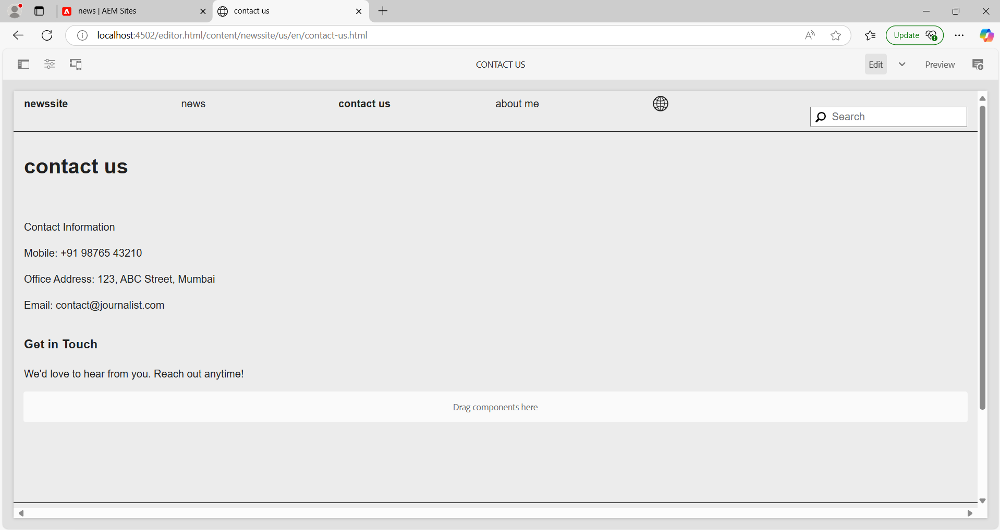 news | AEM Sites
contact us
localhost:4502/editor.html/content/newssite/us/en/contact-us.html
Update
CONTACT US
Edit
Preview
newssite
news
contact us
about me
Search
contact us
Contact Information
Mobile: +91 98765 43210
Office Address: 123, ABC Street, Mumbai
Email: contact@journalist.com
Get in Touch
We'd love to hear from you. Reach out anytime!
Drag components here